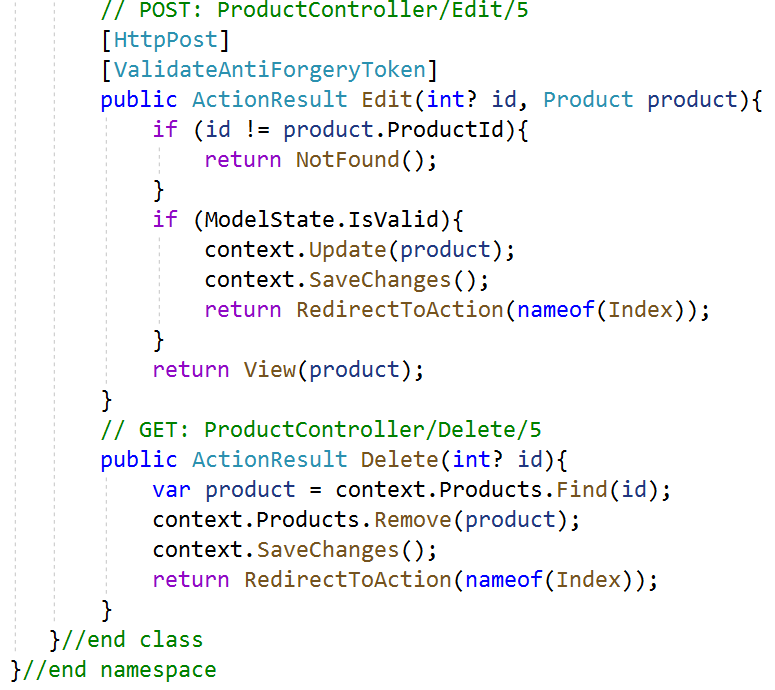 // POST: ProductController/Edit/5
[HttpPost]
[ValidateAntiForgeryToken]
public ActionResult Edit(int? id, Product product){
if (id != product.ProductId){
return NotFound();
}
if (ModelState.IsValid){
context.Update(product);
context.SaveChanges();
return RedirectToAction(nameof(Index));
}
return View(product);
}
// GET: ProductController/Delete/5
public ActionResult Delete(int? id){
var product = context.Products.Find(id);
context.Products.Remove(product);
context.SaveChanges();
return RedirectToAction(nameof(Index));
}
}//end class
}//end namespace